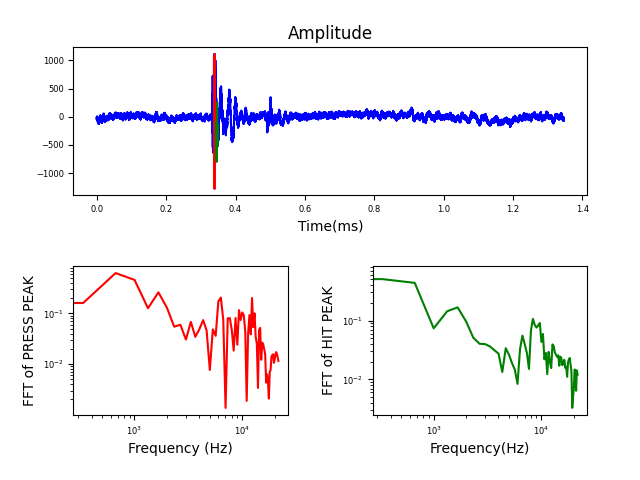 Amplitude
1000
500
0
−500
−1000
0.0 0.2 0.4 0.6 0.8 1.0 1.2 1.4
Time(ms)
FFT of PRESS PEAK
10⁻¹
10⁻²
10³ 10⁴
Frequency (Hz)
FFT of HIT PEAK
10⁻¹
10⁻²
10³ 10⁴
Frequency(Hz)